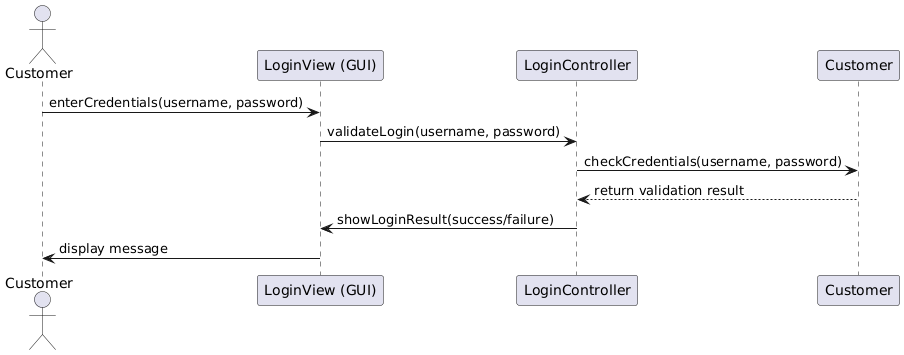 Customer
LoginView (GUI)
LoginController
Customer
enterCredentials(username, password)
validateLogin(username, password)
checkCredentials(username, password)
return validation result
showLoginResult(success/failure)
display message
Customer
LoginView (GUI)
LoginController
Customer